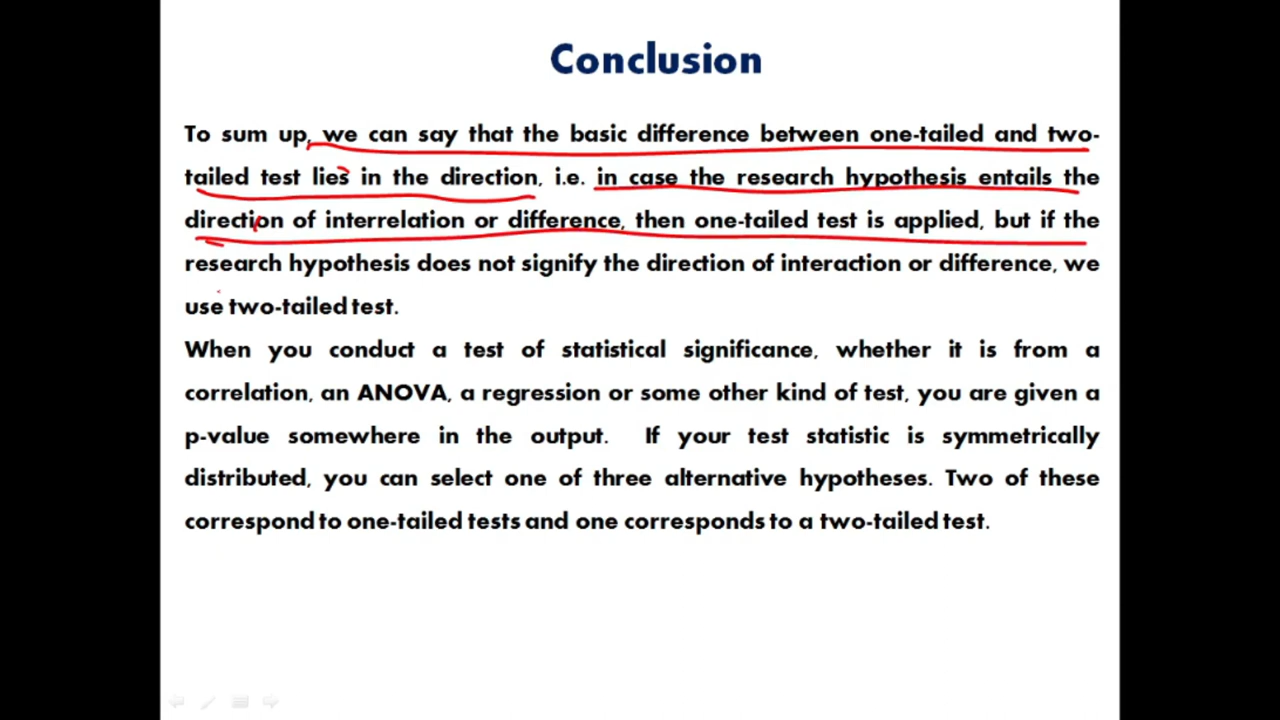 Conclusion
To sum up, we can say that the basic difference between one-tailed and two-
tailed test lies in the direction, i.e. in case the research hypothesis entails the
direction of interrelation or difference, then one-tailed test is applied, but if the
research hypothesis does not signify the direction of interaction or difference, we
use two-tailed test.
When you conduct a test of statistical significance, whether it is from a
correlation, an ANOVA, a regression or some other kind of test, you are given a
p-value somewhere in the output. If your test statistic is symmetrically
distributed, you can select one of three alternative hypotheses. Two of these
correspond to one-tailed tests and one corresponds to a two-tailed test.